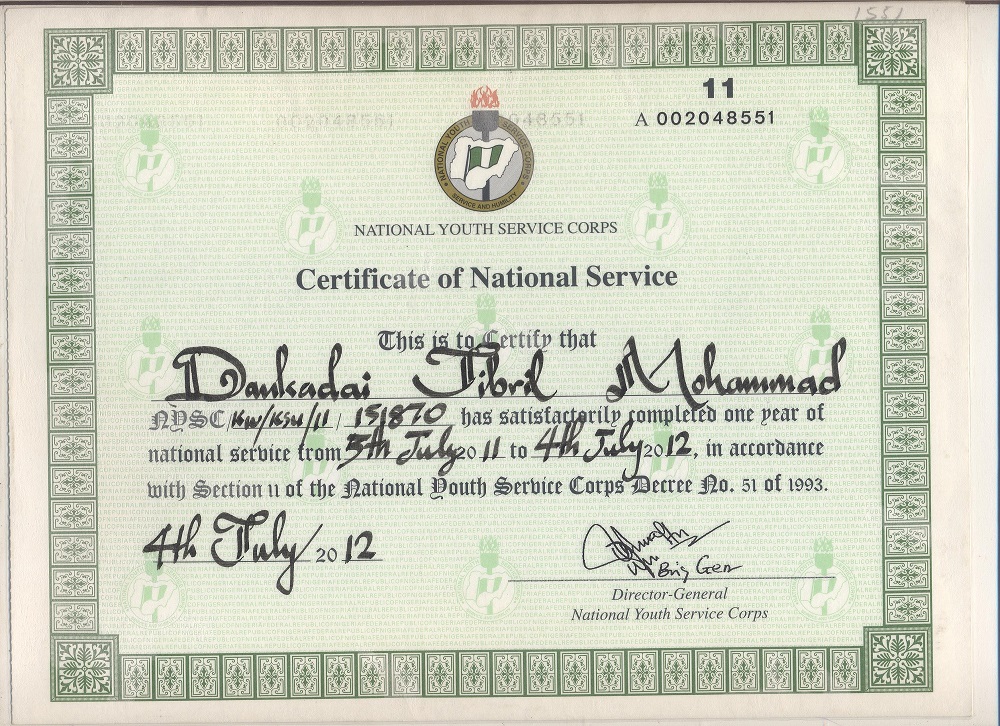 1551
11
A 002048551
NATIONAL YOUTH SERVICE CORPS
SERVICE AND HUMILITY
NATIONAL YOUTH SERVICE CORPS
Certificate of National Service
This is to Certify that
Dankadai Jibril Mohammad
NYSC/KW/KSU/11/151870 has satisfactorily completed one year of
national service from 5th July 2011 to 4th July 2012, in accordance
with Section 11 of the National Youth Service Corps Decree No. 51 of 1993.
4th July 2012
Brig Gen
Director-General
National Youth Service Corps